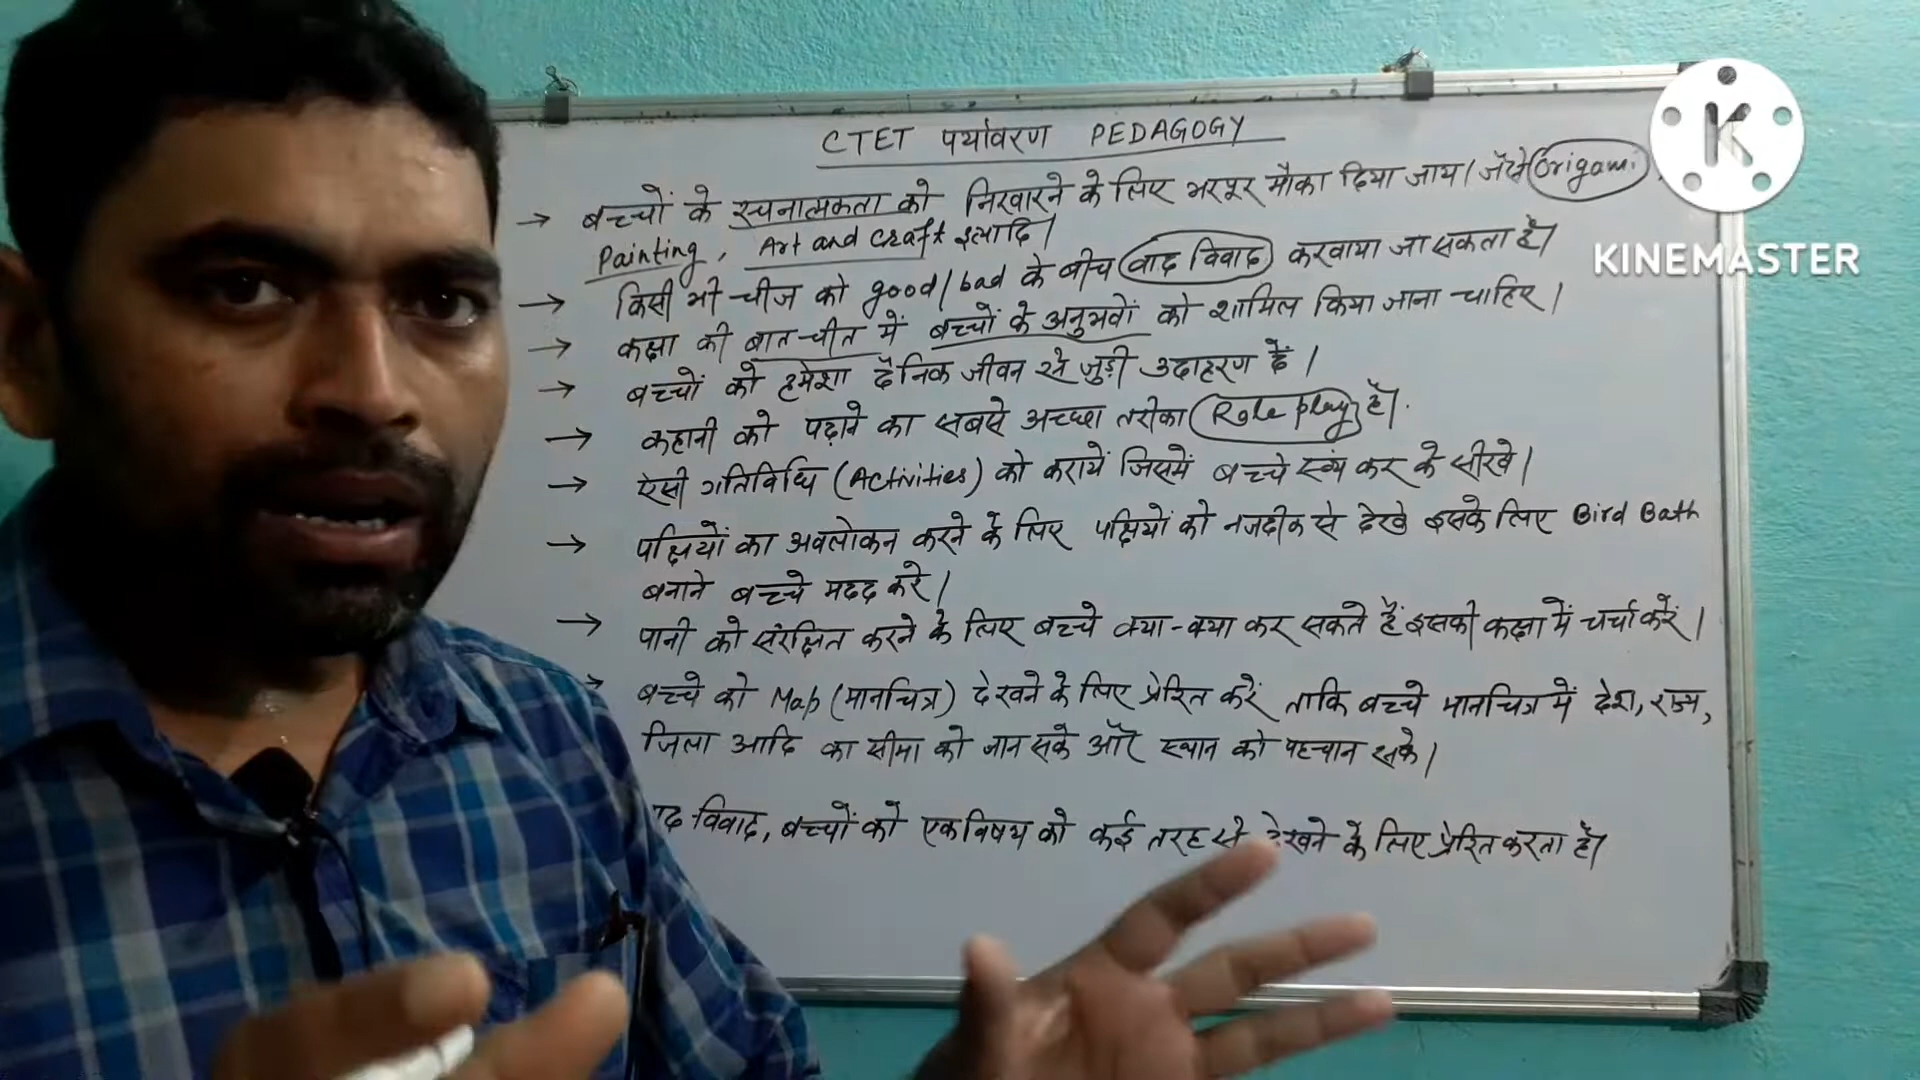 CTET पर्यावरण PEDAGOGY
→ बच्चों के रचनात्मकता को निखारने के लिए भरपूर मौका दिया जाय। जैसे Origami,
Painting, Art and craft इत्यादि।
→ किसी भी चीज को good/bad के बीच वाद विवाद करवाया जा सकता है।
→ कक्षा की बात-चीत में बच्चों के अनुभवों को शामिल किया जाना चाहिए।
→ बच्चों को हमेशा दैनिक जीवन से जुड़ी उदाहरण दें।
→ कहानी को पढ़ाने का सबसे अच्छा तरीका Role play है।
→ ऐसी गतिविधि (Activities) को करायें जिसमें बच्चे स्वयं कर के सीखे।
→ पक्षियों का अवलोकन करने के लिए पक्षियों को नजदीक से देखे इसके लिए Bird Bath
बनाने बच्चे मदद करे।
→ पानी को संरक्षित करने के लिए बच्चे क्या-क्या कर सकते हैं इसकी कक्षा में चर्चा करें।
बच्चे को Map (मानचित्र) देखने के लिए प्रेरित करें ताकि बच्चे मानचित्र में देश, राज्य,
जिला आदि का सीमा को जान सके और स्थान को पहचान सके।
विवाद, बच्चों को एक विषय को कई तरह से देखने के लिए प्रेरित करता है।
K
KINEMASTER